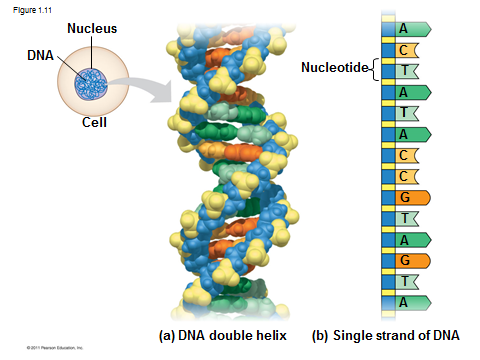 Figure 1.11
Nucleus
DNA
Cell
Nucleotide
A
C
T
A
T
A
C
C
G
T
A
G
T
A
(a) DNA double helix
(b) Single strand of DNA
© 2011 Pearson Education, Inc.